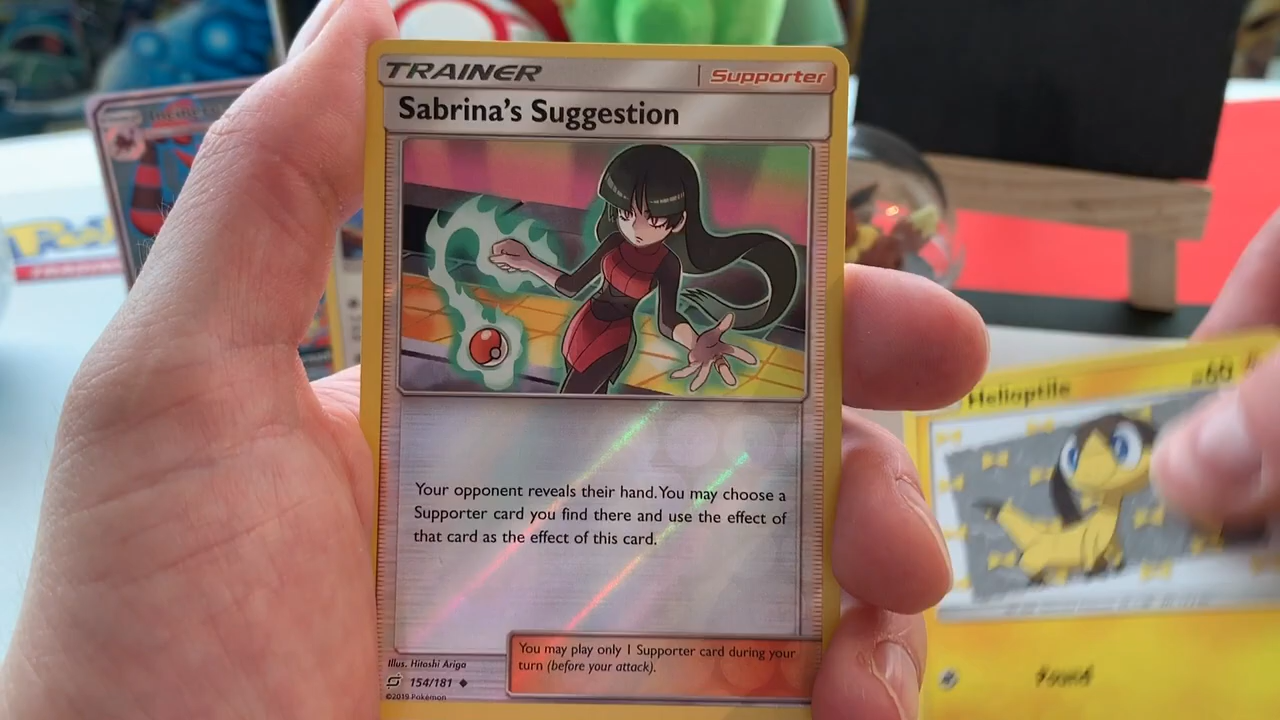 TRAINER
Supporter
Sabrina's Suggestion
Your opponent reveals their hand. You may choose a
Supporter card you find there and use the effect of
that card as the effect of this card.
You may play only 1 Supporter card during your
turn (before your attack).
Illus. Hitoshi Ariga
154/181
©2019 Pokémon
Helioptile
60
Pound